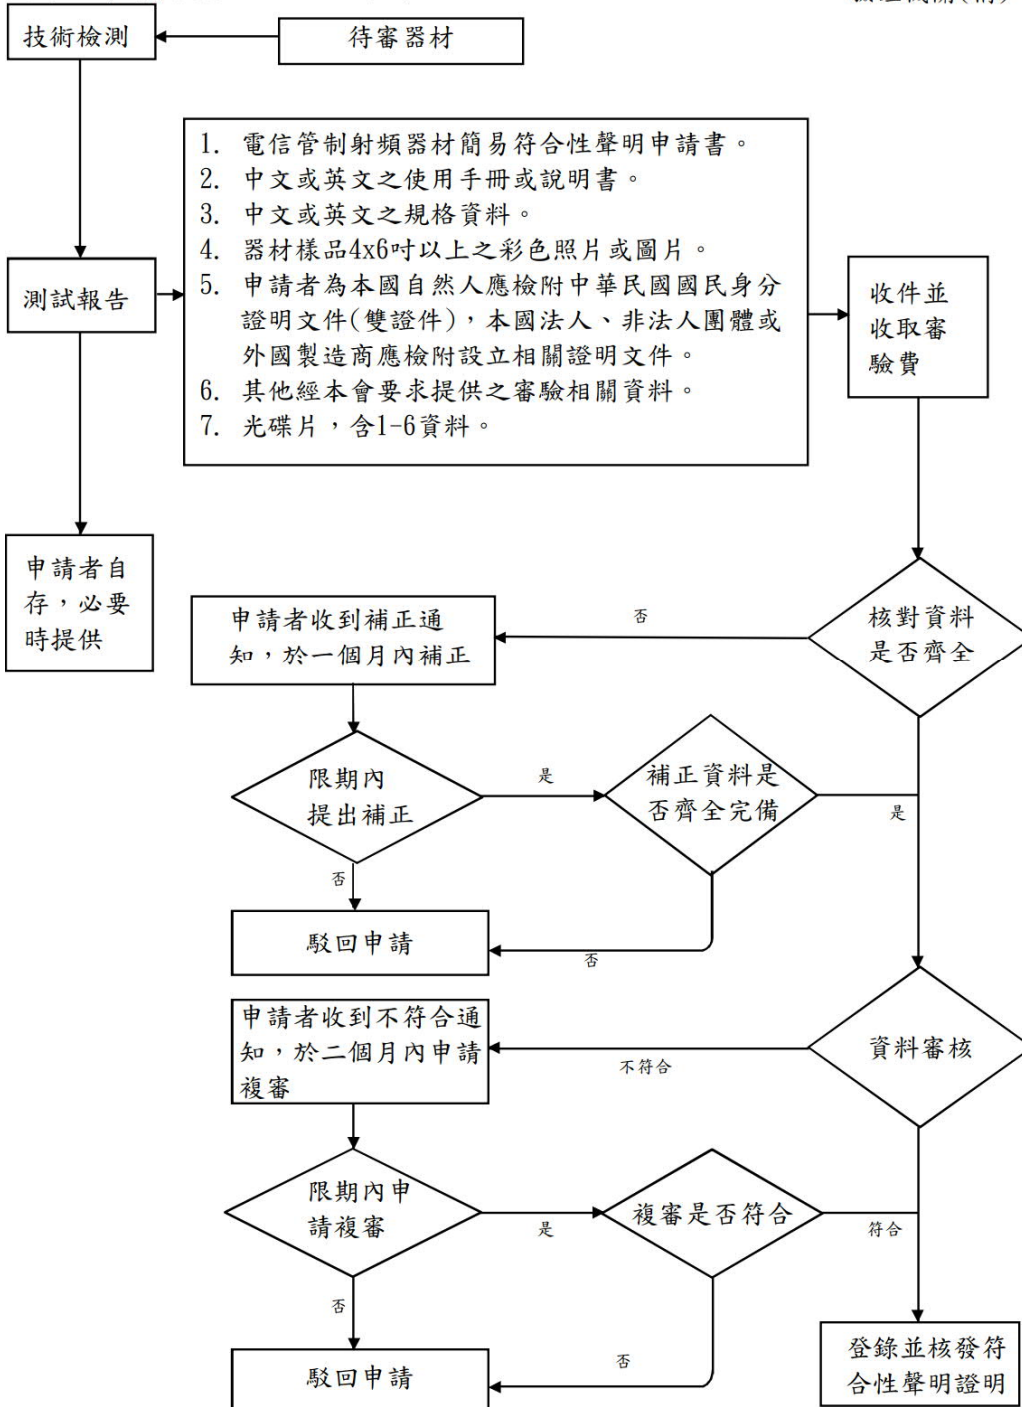 技術檢測
待審器材
1. 電信管制射頻器材簡易符合性聲明申請書。
2. 中文或英文之使用手冊或說明書。
3. 中文或英文之規格資料。
4. 器材樣品4x6吋以上之彩色照片或圖片。
5. 申請者為本國自然人應檢附中華民國國民身分
證明文件(雙證件)，本國法人、非法人團體或
外國製造商應檢附設立相關證明文件。
6. 其他經本會要求提供之審驗相關資料。
7. 光碟片，含1-6資料。
測試報告
收件並
收取審
驗費
申請者自
存，必要
時提供
申請者收到補正通
知，於一個月內補正
否
核對資料
是否齊全
限期內
提出補正
是
補正資料是
否齊全完備
是
否
駁回申請
否
申請者收到不符合通
知，於二個月內申請
複審
不符合
資料審核
限期內申
請複審
是
複審是否符合
符合
否
駁回申請
否
登錄並核發符
合性聲明證明